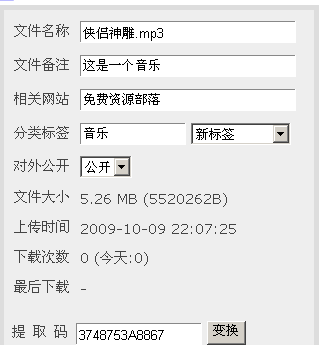 文件名称 侠侣神雕.mp3
文件备注 这是一个音乐
相关网站 免费资源部落
分类标签 音乐 新标签
对外公开 公开
文件大小 5.26 MB (5520262B)
上传时间 2009-10-09 22:07:25
下载次数 0 (今天:0)
最后下载 -
提 取 码 3748753A8867 变换